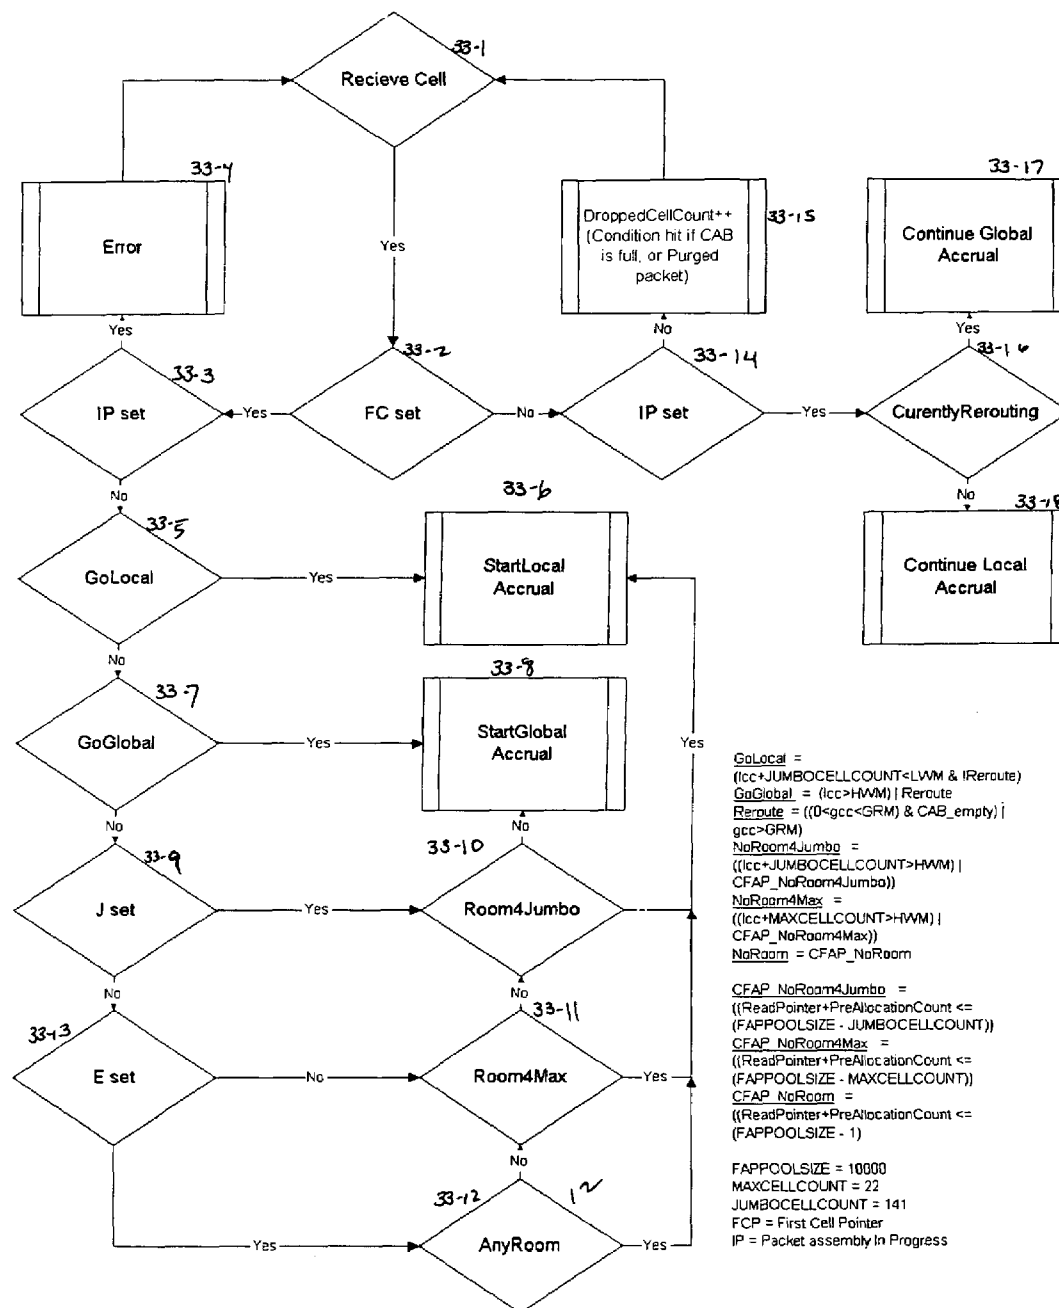 33-1
Recieve Cell
33-4
Error
Yes
DroppedCellCount++
(Condition hit if CAB
is full, or Purged
packet)
33-15
33-17
Continue Global
Accrual
Yes
33-3
IP set
Yes
33-2
FC set
No
No
33-14
IP set
Yes
Yes
33-16
CurentlyRerouting
No
33-5
GoLocal
Yes
33-6
StartLocal
Accrual
No
33-18
Continue Local
Accrual
No
33-7
GoGlobal
Yes
33-8
StartGlobal
Accrual
Yes
No
33-9
J set
Yes
No
33-10
Room4Jumbo
No
33-13
E set
No
No
33-11
Room4Max
Yes
Yes
No
33-12
12
AnyRoom
Yes
GoLocal =
(lcc+JUMBOCELLCOUNT<LWM & !Reroute)
GoGlobal = (lcc>HWM) | Reroute
Reroute = ((0<gcc<GRM) & CAB_empty) |
gcc>GRM)
NoRoom4Jumbo =
((lcc+JUMBOCELLCOUNT>HWM) |
CFAP_NoRoom4Jumbo))
NoRoom4Max =
((lcc+MAXCELLCOUNT>HWM) |
CFAP_NoRoom4Max))
NoRoom = CFAP_NoRoom
CFAP_NoRoom4Jumbo =
((ReadPointer+PreAllocationCount <=
(FAPPOOLSIZE - JUMBOCELLCOUNT))
CFAP_NoRoom4Max =
((ReadPointer+PreAllocationCount <=
(FAPPOOLSIZE - MAXCELLCOUNT))
CFAP_NoRoom =
((ReadPointer+PreAllocationCount <=
(FAPPOOLSIZE - 1)
FAPPOOLSIZE = 10000
MAXCELLCOUNT = 22
JUMBOCELLCOUNT = 141
FCP = First Cell Pointer
IP = Packet assembly In Progress